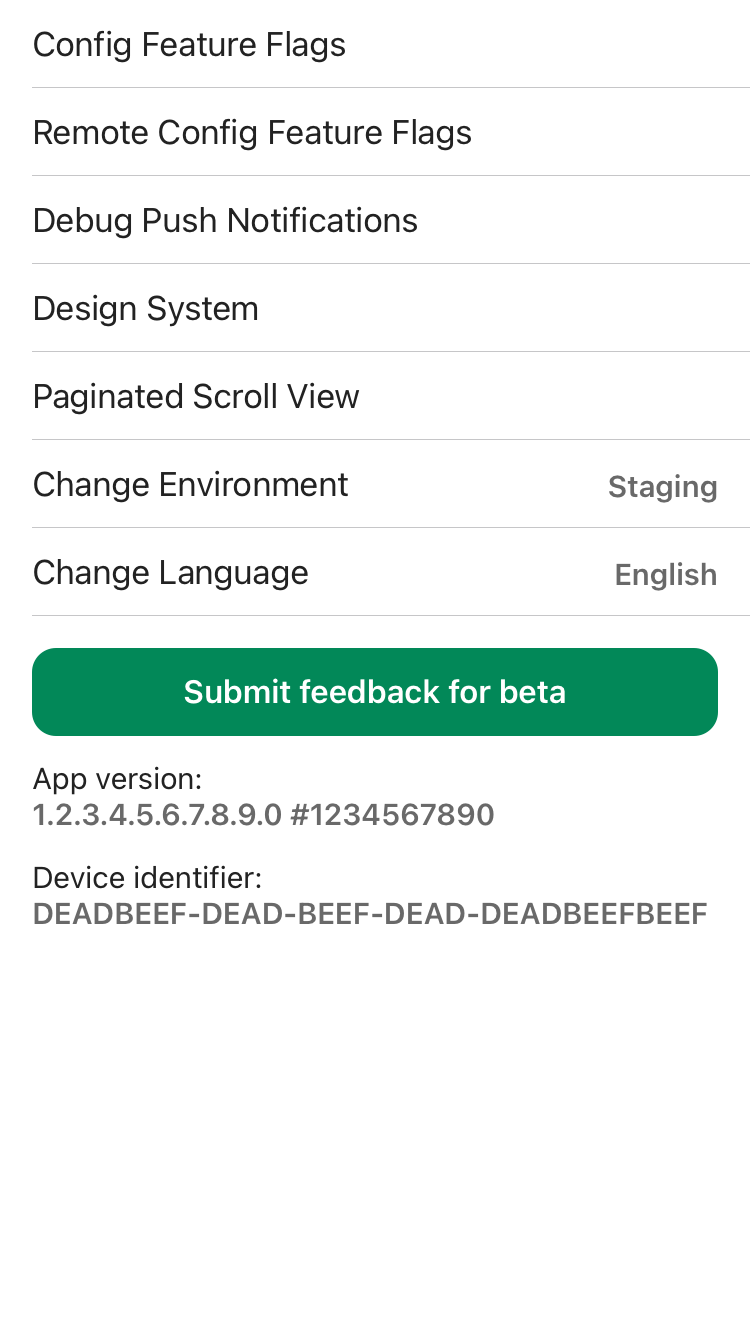 Config Feature Flags
Remote Config Feature Flags
Debug Push Notifications
Design System
Paginated Scroll View
Change Environment Staging
Change Language English
Submit feedback for beta
App version:
1.2.3.4.5.6.7.8.9.0 #1234567890
Device identifier:
DEADBEEF-DEAD-BEEF-DEAD-DEADBEEFBEEF